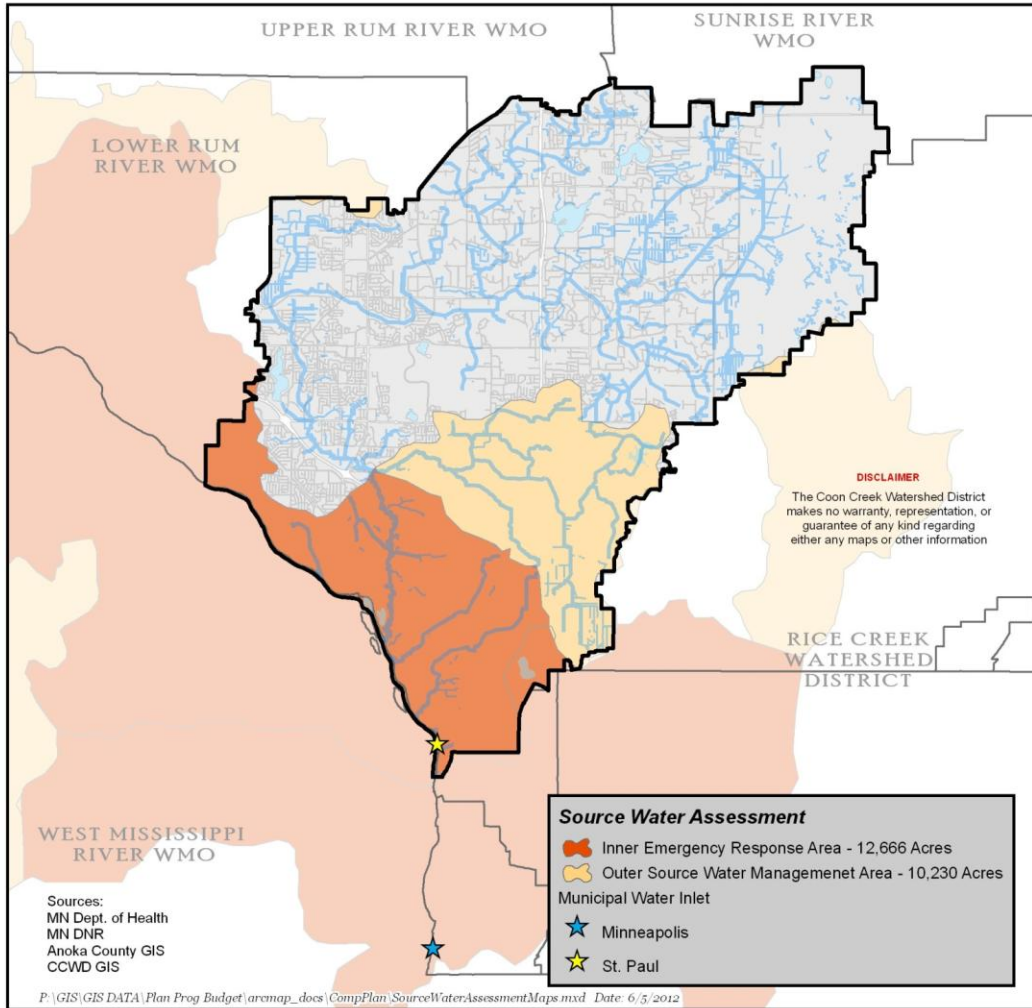 UPPER RUM RIVER WMO
SUNRISE RIVER
WMO
LOWER RUM
RIVER WMO
DISCLAIMER
The Coon Creek Watershed District
makes no warranty, representation, or
guarantee of any kind regarding
either any maps or other information
RICE CREEK
WATERSHED
DISTRICT
WEST MISSISSIPPI
RIVER WMO
Source Water Assessment
Inner Emergency Response Area - 12,666 Acres
Outer Source Water Managemenet Area - 10,230 Acres
Municipal Water Inlet
Minneapolis
St. Paul
Sources:
MN Dept. of Health
MN DNR
Anoka County GIS
CCWD GIS
P:\GIS\GIS DATA\Plan Prog Budget\arcmap_docs\CompPlan\SourceWaterAssessmentMaps.mxd Date: 6/5/2012